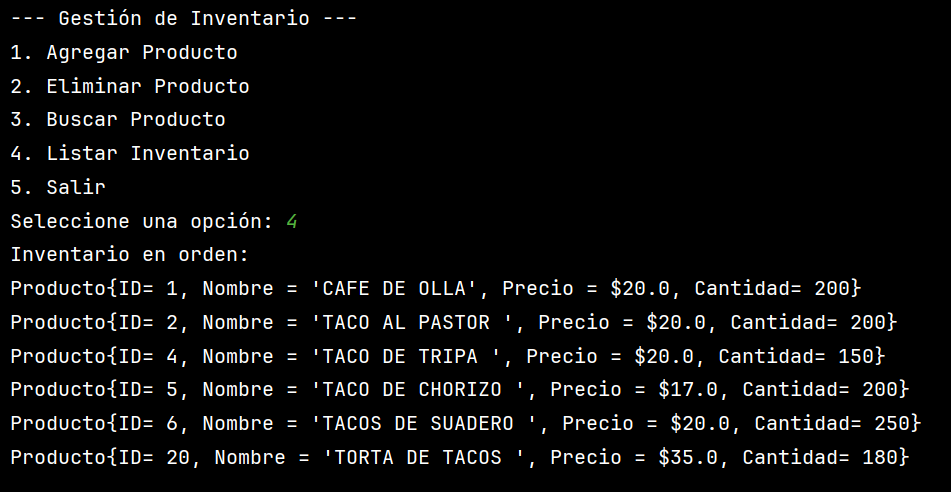 --- Gestión de Inventario ---
1. Agregar Producto
2. Eliminar Producto
3. Buscar Producto
4. Listar Inventario
5. Salir
Seleccione una opción: 4
Inventario en orden:
Producto{ID= 1, Nombre = 'CAFE DE OLLA', Precio = $20.0, Cantidad= 200}
Producto{ID= 2, Nombre = 'TACO AL PASTOR ', Precio = $20.0, Cantidad= 200}
Producto{ID= 4, Nombre = 'TACO DE TRIPA ', Precio = $20.0, Cantidad= 150}
Producto{ID= 5, Nombre = 'TACO DE CHORIZO ', Precio = $17.0, Cantidad= 200}
Producto{ID= 6, Nombre = 'TACOS DE SUADERO ', Precio = $20.0, Cantidad= 250}
Producto{ID= 20, Nombre = 'TORTA DE TACOS ', Precio = $35.0, Cantidad= 180}